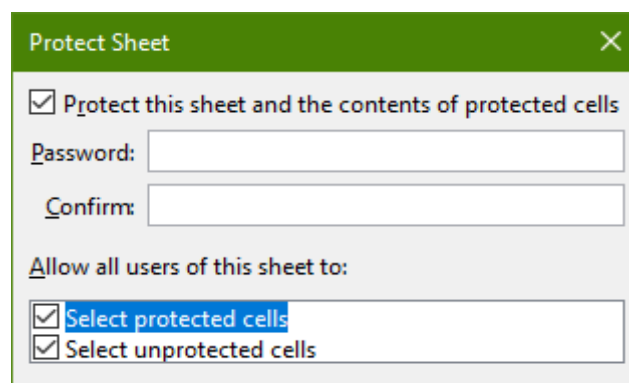 Protect Sheet
Protect this sheet and the contents of protected cells
Password:
Confirm:
Allow all users of this sheet to:
Select protected cells
Select unprotected cells